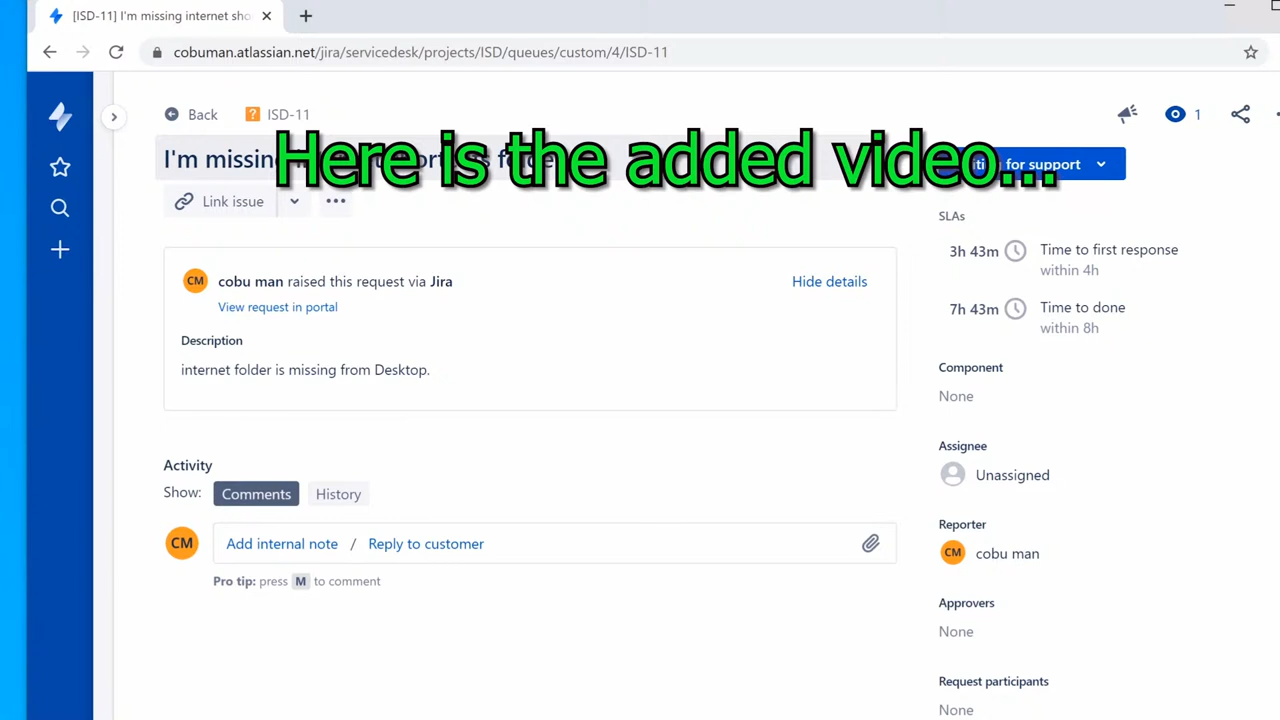 [ISD-11] I'm missing internet sho
cobuman.atlassian.net/jira/servicedesk/projects/ISD/queues/custom/4/ISD-11
Back
ISD-11
1
I'm missing
Here is the added video...
for support
Link issue
SLAs
3h 43m
Time to first response
within 4h
7h 43m
Time to done
within 8h
CM
cobu man raised this request via Jira
Hide details
View request in portal
Description
internet folder is missing from Desktop.
Component
None
Assignee
Unassigned
Activity
Show:
Comments
History
CM
Add internal note / Reply to customer
Pro tip: press M to comment
Reporter
CM
cobu man
Approvers
None
Request participants
None